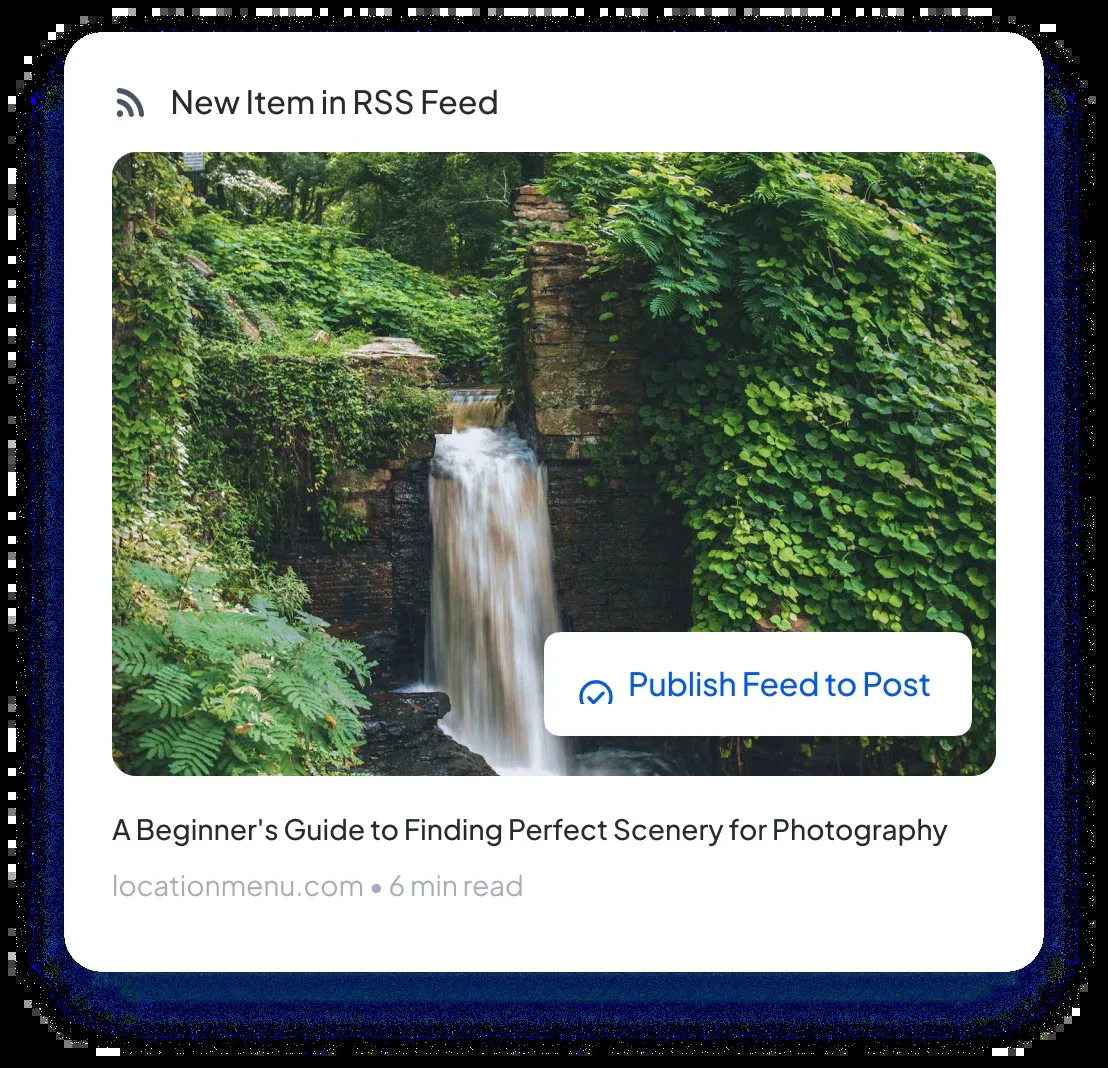 New Item in RSS Feed
Publish Feed to Post
A Beginner's Guide to Finding Perfect Scenery for Photography
locationmenu.com • 6 min read